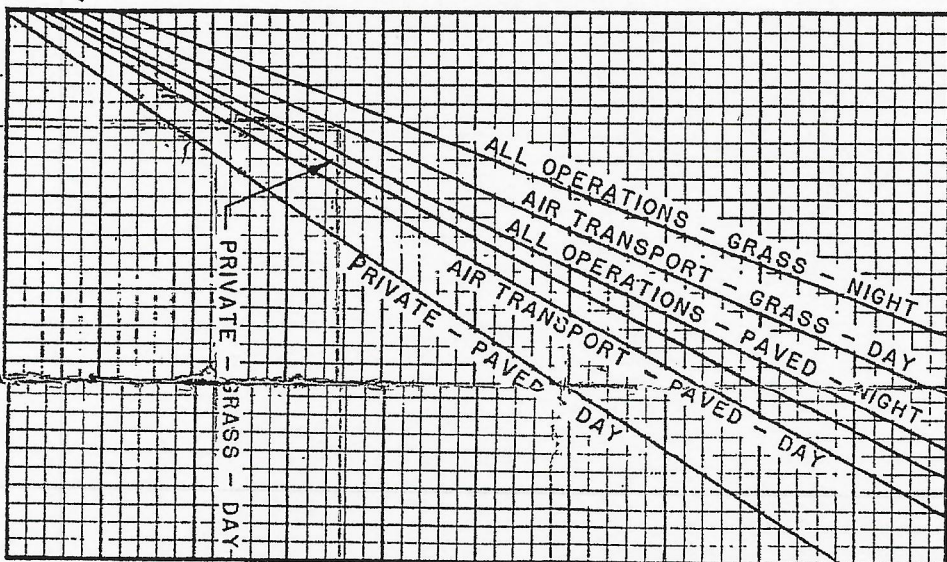 ALL OPERATIONS - GRASS - NIGHT
AIR TRANSPORT - GRASS - DAY
ALL OPERATIONS - PAVED - NIGHT
AIR TRANSPORT - PAVED - DAY
PRIVATE - PAVED - DAY
PRIVATE - GRASS - DAY